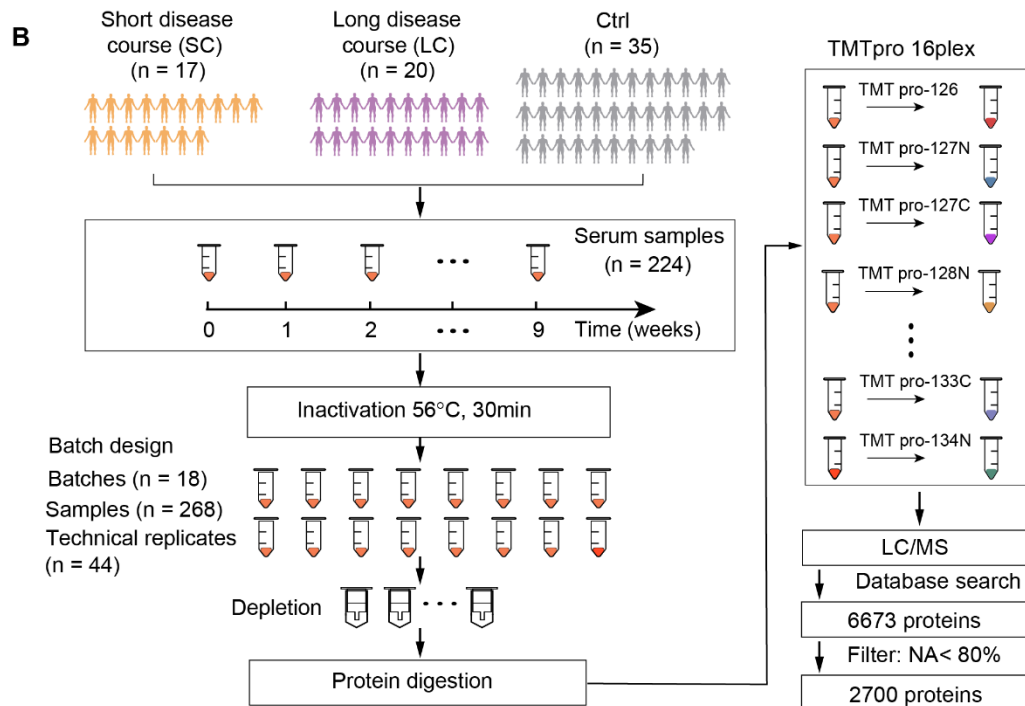 B
Short disease
course (SC)
(n = 17)
Long disease
course (LC)
(n = 20)
Ctrl
(n = 35)
Serum samples
(n = 224)
0 1 2 ••• 9 Time (weeks)
Inactivation 56°C, 30min
Batch design
Batches (n = 18)
Samples (n = 268)
Technical replicates
(n = 44)
Depletion
Protein digestion
TMTpro 16plex
TMT pro-126
TMT pro-127N
TMT pro-127C
TMT pro-128N
TMT pro-133C
TMT pro-134N
LC/MS
Database search
6673 proteins
Filter: NA< 80%
2700 proteins